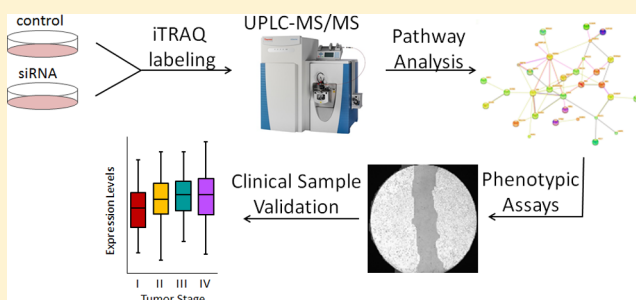 control
siRNA
iTRAQ
labeling
UPLC-MS/MS
Pathway
Analysis
Phenotypic
Assays
Clinical Sample
Validation
Expression Levels
I II III IV
Tumor Stage